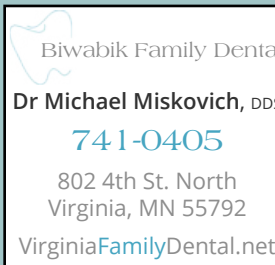 Biwabik Family Denta
Dr Michael Miskovich, DDS
741-0405
802 4th St. North
Virginia, MN 55792
VirginiaFamilyDental.net